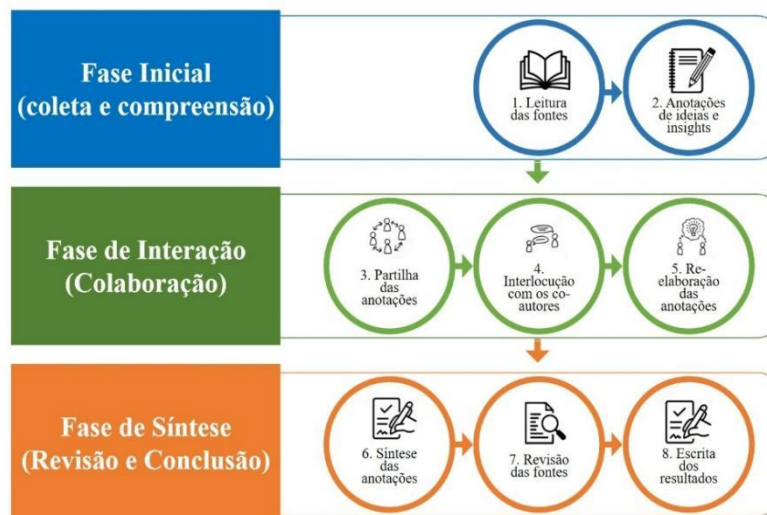 Fase Inicial
(coleta e compreensão)
1. Leitura
das fontes
2. Anotações
de ideias e
insights
Fase de Interação
(Colaboração)
3. Partilha
das
anotações
4.
Interlocução
com os co-
autores
5. Re-
elaboração
das
anotações
Fase de Síntese
(Revisão e Conclusão)
6. Síntese
das
anotações
7. Revisão
das fontes
8. Escrita
dos
resultados